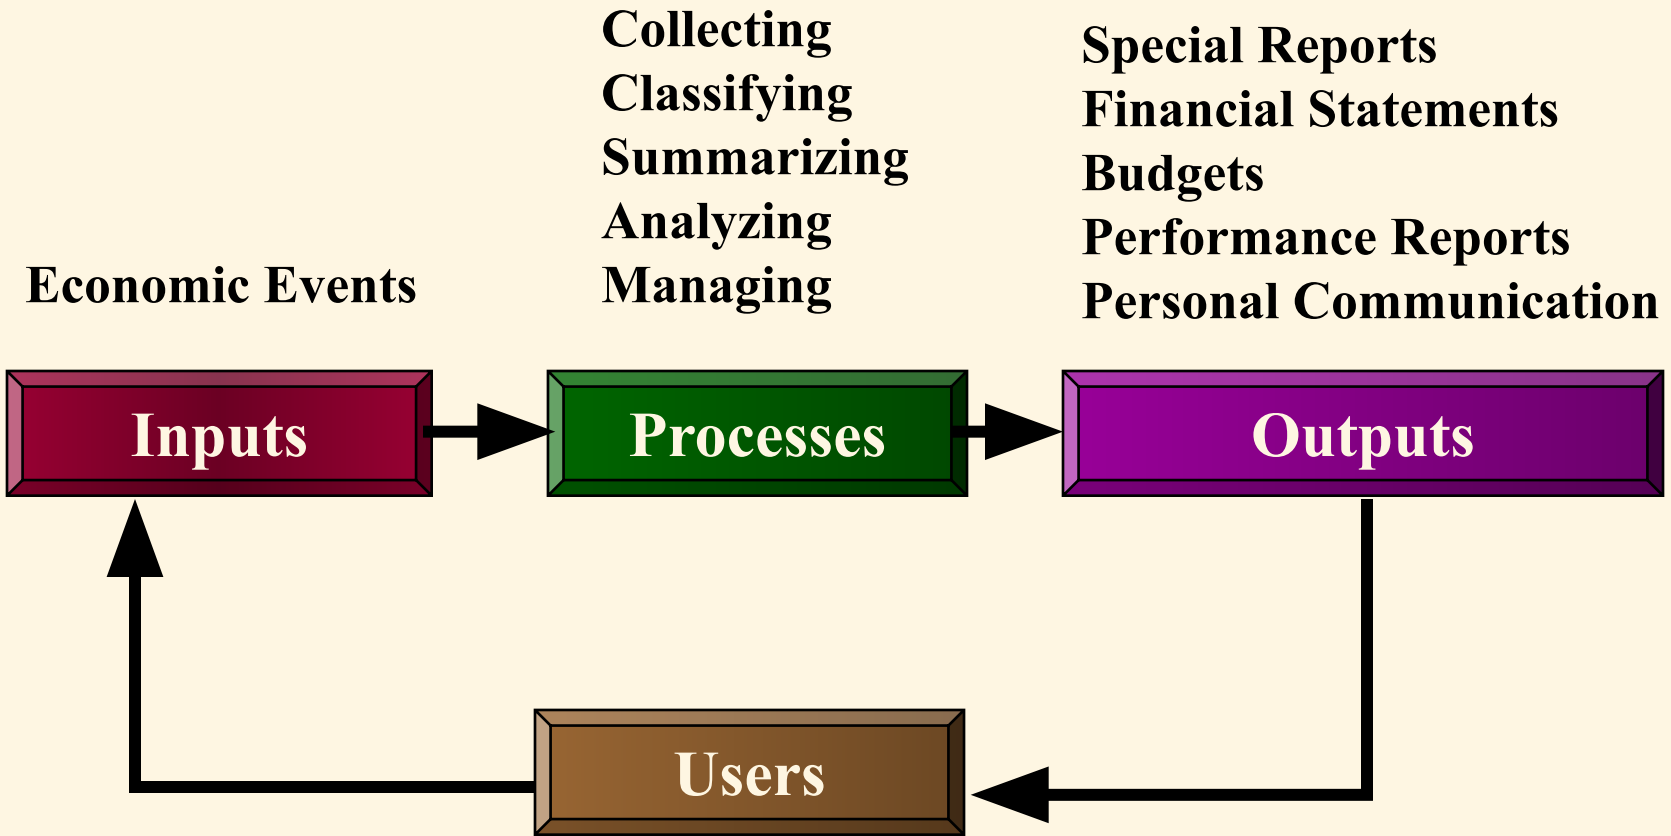 Economic Events
Collecting
Classifying
Summarizing
Analyzing
Managing
Special Reports
Financial Statements
Budgets
Performance Reports
Personal Communication
Inputs
Processes
Outputs
Users